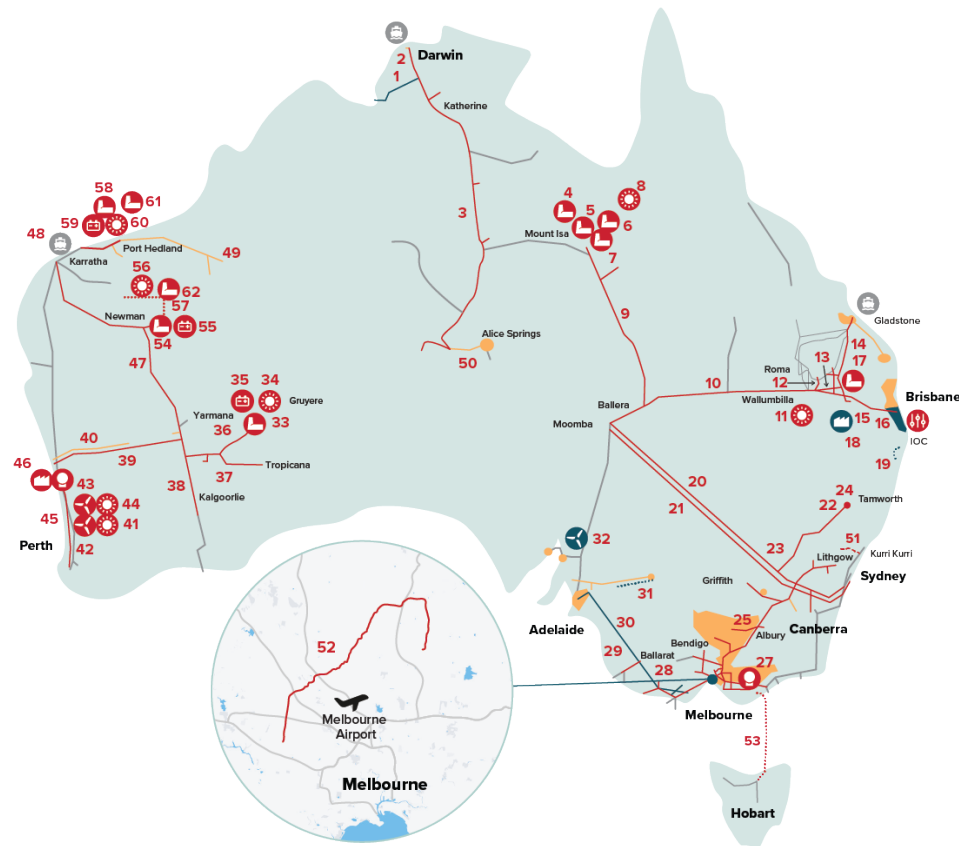 Darwin
2
1
Katherine
3
58
61
59
60
48
Port Hedland
Karratha
49
56
62
57
Newman
54
55
47
4
8
5
6
Mount Isa
7
9
Alice Springs
50
Gladstone
14
13
17
Roma
12
10
Wallumbilla
11
15
16
18
Brisbane
IOC
19
Ballera
Moomba
35
34
Gruyere
33
Yarmana
36
40
39
37
Tropicana
38
Kalgoorlie
46
43
44
45
41
Perth
42
20
21
24
22
Tamworth
23
51
Kurri Kurri
Lithgow
Sydney
32
Griffith
31
30
Adelaide
29
25
Canberra
Albury
Bendigo
Ballarat
28
27
Melbourne
53
Hobart
52
Melbourne
Airport
Melbourne